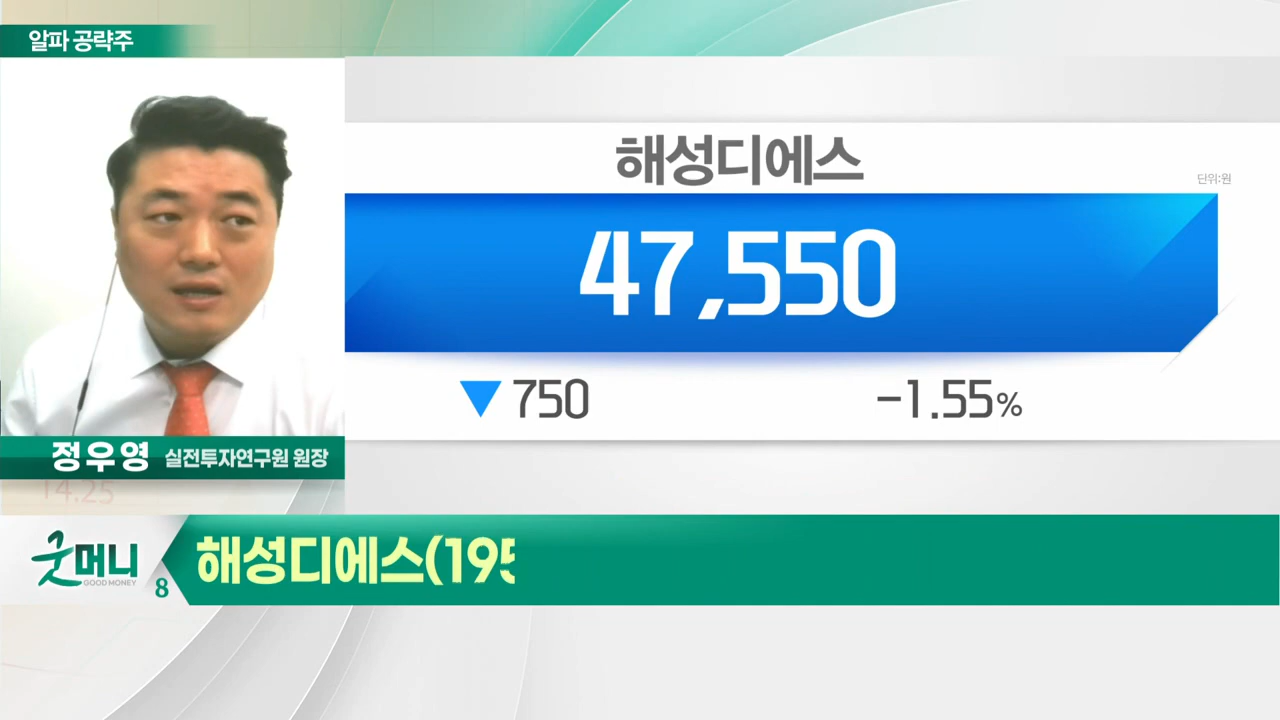 알파 공략주
해성디에스
단위:원
47,550
▼ 750 -1.55%
정우영 실전투자연구원 원장
14.25
굿머니
GOOD MONEY
8
해성디에스(195